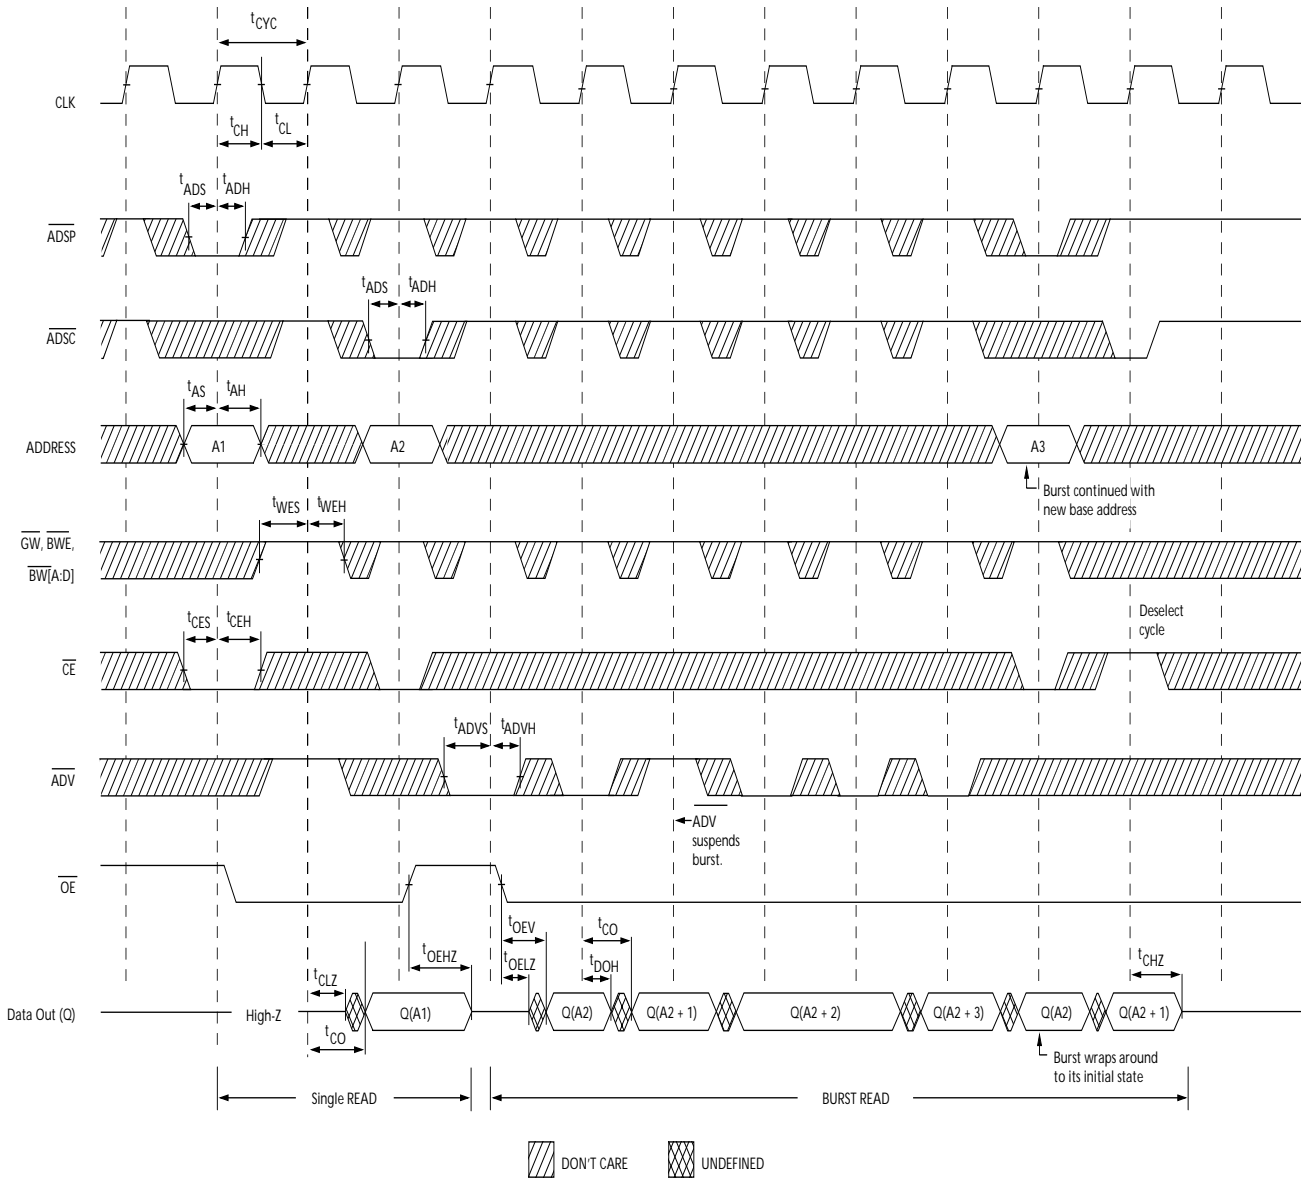 tCYC
CLK
tCH
tCL
tADS
tADH
ADSP
tADS
tADH
ADSC
tAS
tAH
ADDRESS
A1
A2
A3
Burst continued with
new base address
tWES
tWEH
GW, BWE,
BW[A:D]
tCES
tCEH
Deselect
cycle
CE
tADVS
tADVH
ADV
ADV
suspends
burst.
OE
tOEV
tCO
tOEHZ
tOELZ
tDOH
tCHZ
tCLZ
Data Out (Q)
High-Z
Q(A1)
Q(A2)
Q(A2 + 1)
Q(A2 + 2)
Q(A2 + 3)
Q(A2)
Q(A2 + 1)
tCO
Burst wraps around
to its initial state
Single READ
BURST READ
DON'T CARE
UNDEFINED